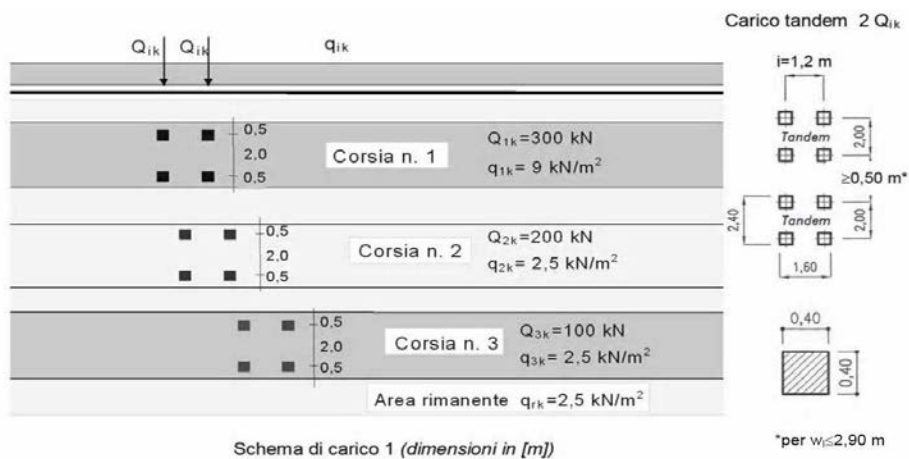 Carico tandem 2 Qik
Qik Qik qik
i=1,2 m
0,5
2,0
0,5
Corsia n. 1
Q1k=300 kN
q1k= 9 kN/m²
Tandem
2,00
≥0,50 m*
0,5
2,0
0,5
Corsia n. 2
Q2k=200 kN
q2k= 2,5 kN/m²
2,40
Tandem
2,00
1,60
0,5
2,0
0,5
Corsia n. 3
Q3k=100 kN
q3k= 2,5 kN/m²
0,40
0,40
Area rimanente qrk=2,5 kN/m²
Schema di carico 1 (dimensioni in [m])
*per wl≤2,90 m